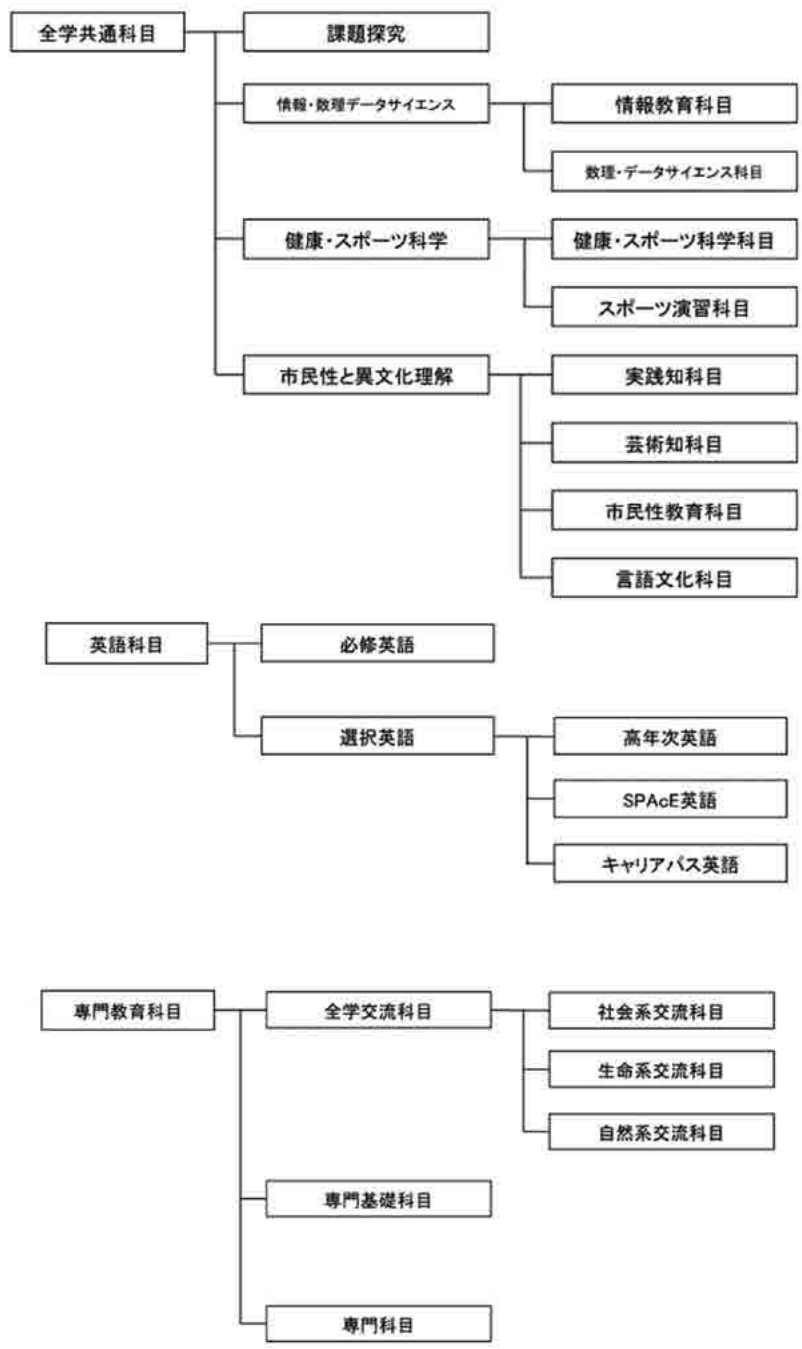 全学共通科目
課題探究
情報・数理データサイエンス
情報教育科目
数理・データサイエンス科目
健康・スポーツ科学
健康・スポーツ科学科目
スポーツ演習科目
市民性と異文化理解
実践知科目
芸術知科目
市民性教育科目
言語文化科目
英語科目
必修英語
選択英語
高年次英語
SPAcE英語
キャリアパス英語
専門教育科目
全学交流科目
社会系交流科目
生命系交流科目
自然系交流科目
専門基礎科目
専門科目